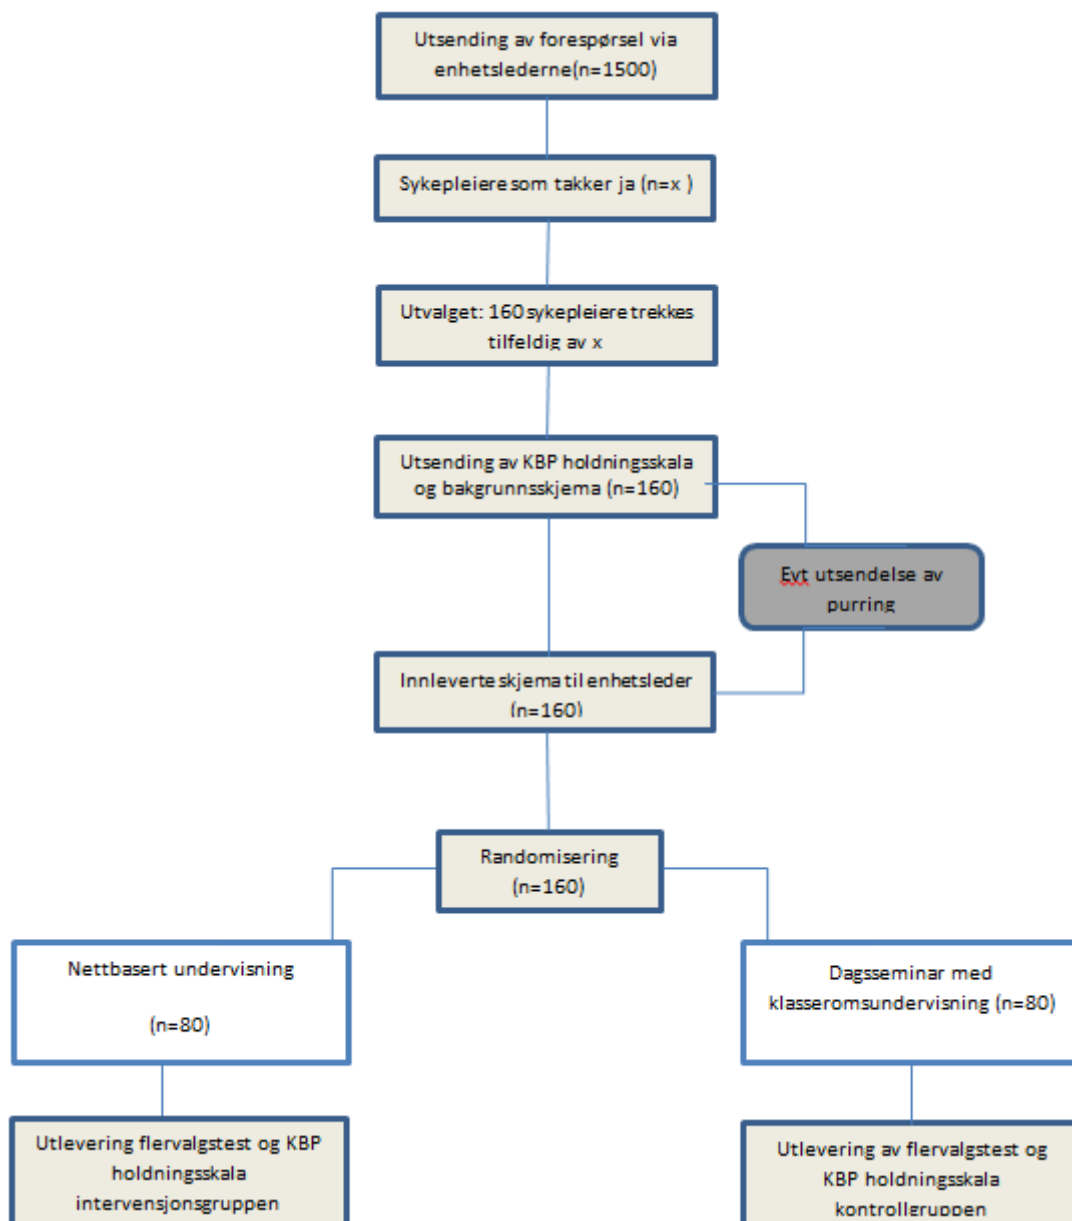 Utsending av forespørsel via
enhetslederne(n=1500)
Sykepleiere som takker ja (n=x )
Utvalget: 160 sykepleiere trekkes
tilfeldig av x
Utsending av KBP holdningsskala
og bakgrunnsskjema (n=160)
Evt utsendelse av
purring
Innleverte skjema til enhetsleder
(n=160)
Randomisering
(n=160)
Nettbasert undervisning
(n=80)
Dagsseminar med
klasseromsundervisning (n=80)
Utlevering flervalgstest og KBP
holdningsskala
intervensjonsgruppen
Utlevering av flervalgstest og
KBP holdningsskala
kontrollgruppen